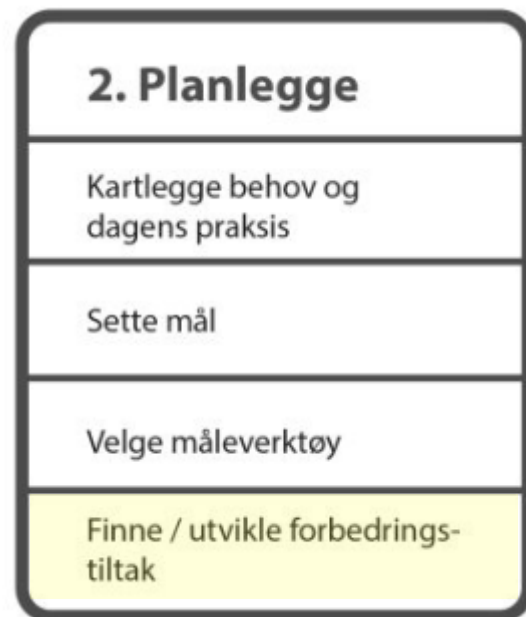 2. Planlegge
Kartlegge behov og
dagens praksis
Sette mål
Velge måleverktøy
Finne / utvikle forbedrings-
tiltak